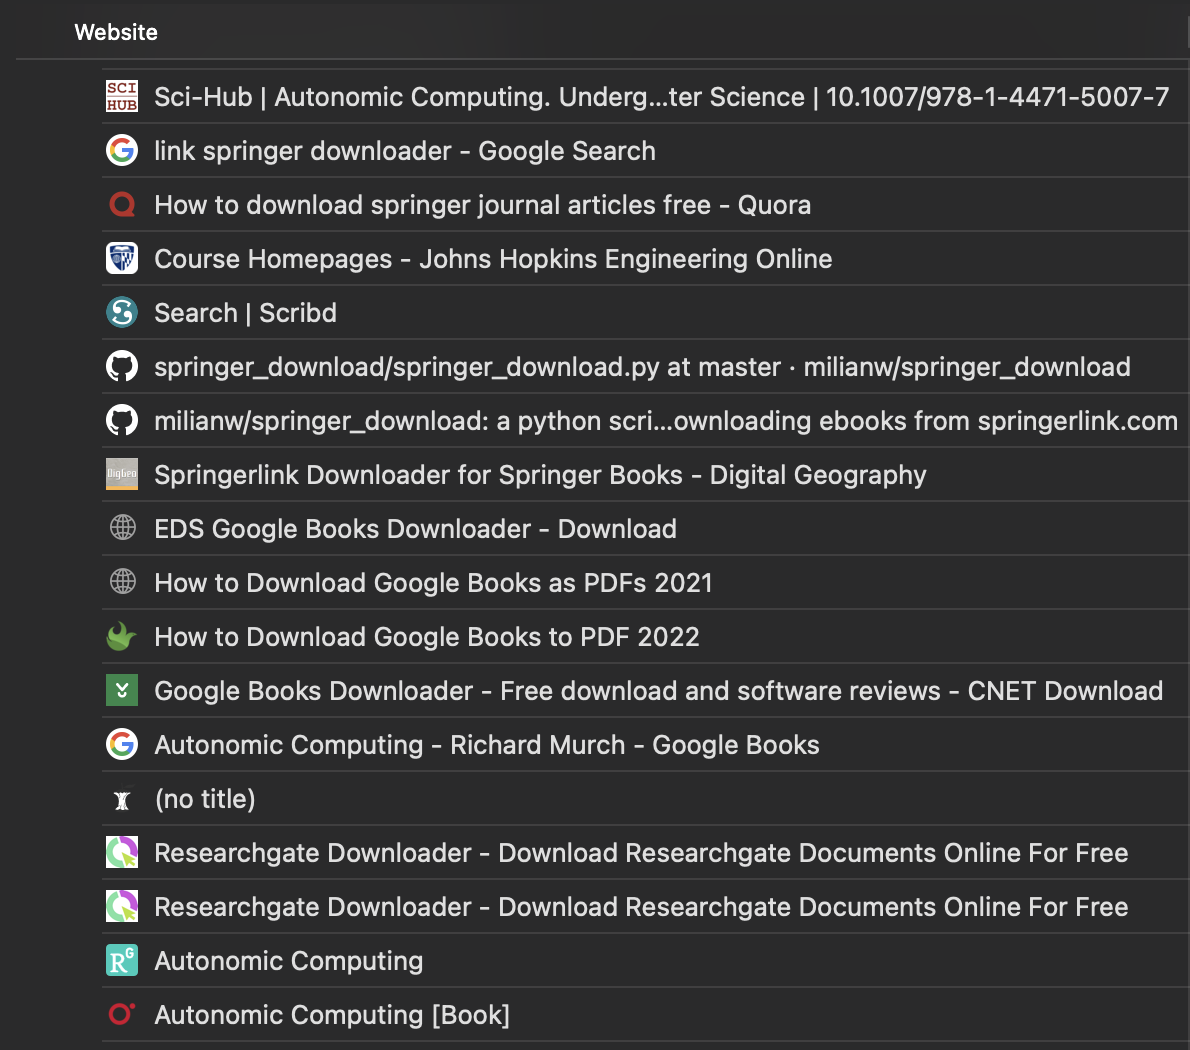 Website
SCI HUB Sci-Hub | Autonomic Computing. Underg...ter Science | 10.1007/978-1-4471-5007-7
link springer downloader - Google Search
How to download springer journal articles free - Quora
Course Homepages - Johns Hopkins Engineering Online
Search | Scribd
springer_download/springer_download.py at master · milianw/springer_download
milianw/springer_download: a python scri...ownloading ebooks from springerlink.com
DigGeo Springerlink Downloader for Springer Books - Digital Geography
EDS Google Books Downloader - Download
How to Download Google Books as PDFs 2021
How to Download Google Books to PDF 2022
Google Books Downloader - Free download and software reviews - CNET Download
Autonomic Computing - Richard Murch - Google Books
(no title)
Researchgate Downloader - Download Researchgate Documents Online For Free
Researchgate Downloader - Download Researchgate Documents Online For Free
RG Autonomic Computing
Autonomic Computing [Book]